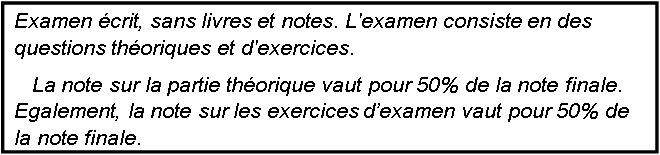 Examen écrit, sans livres et notes. L'examen consiste en des
questions théoriques et d'exercices.
La note sur la partie théorique vaut pour 50% de la note finale.
Egalement, la note sur les exercices d’examen vaut pour 50% de
la note finale.